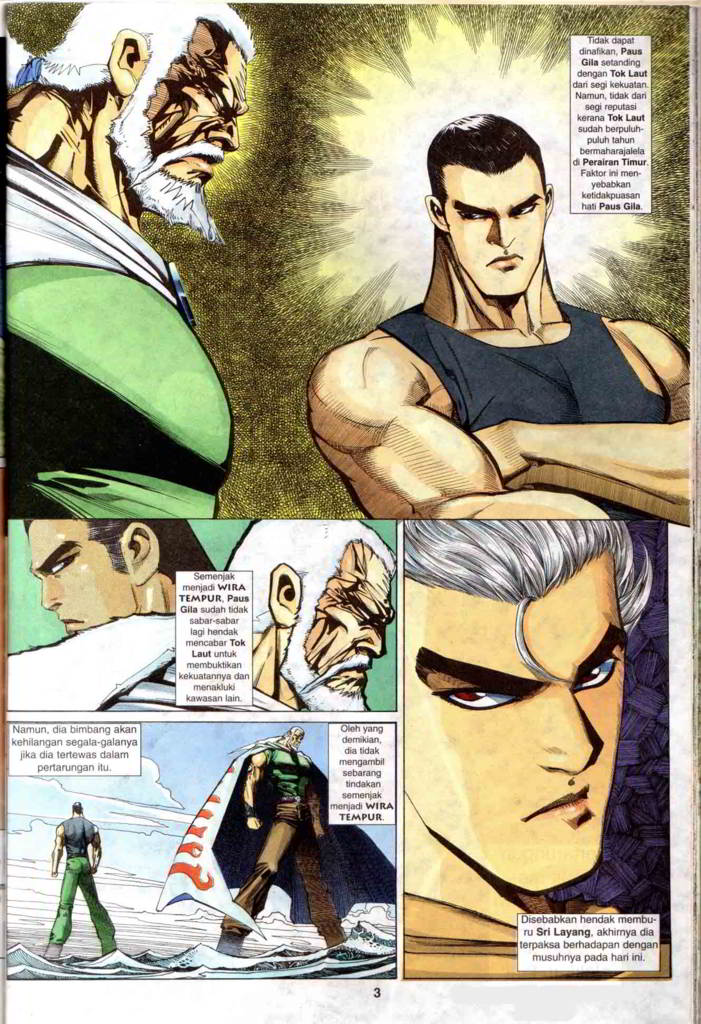 Tidak dapat
dinafikan, Paus
Gila setanding
dengan Tok Laut
dari segi kekuatan.
Namun, tidak dari
segi reputasi
kerana Tok Laut
sudah berpuluh-
puluh tahun
bermaharajalela
di Perairan Timur.
Faktor ini men-
yebabkan
ketidakpuasan
hati Paus Gila.
Semenjak
menjadi WIRA
TEMPUR, Paus
Gila sudah tidak
sabar-sabar
lagi hendak
mencabar Tok
Laut untuk
membuktikan
kekuatannya dan
menakluki
kawasan lain.
Namun, dia bimbang akan
kehilangan segala-galanya
jika dia tertewas dalam
pertarungan itu.
Oleh yang
demikian,
dia tidak
mengambil
sebarang
tindakan
semenjak
menjadi WIRA
TEMPUR.
Disebabkan hendak membu-
ru Sri Layang, akhirnya dia
terpaksa berhadapan dengan
musuhnya pada hari ini.
3